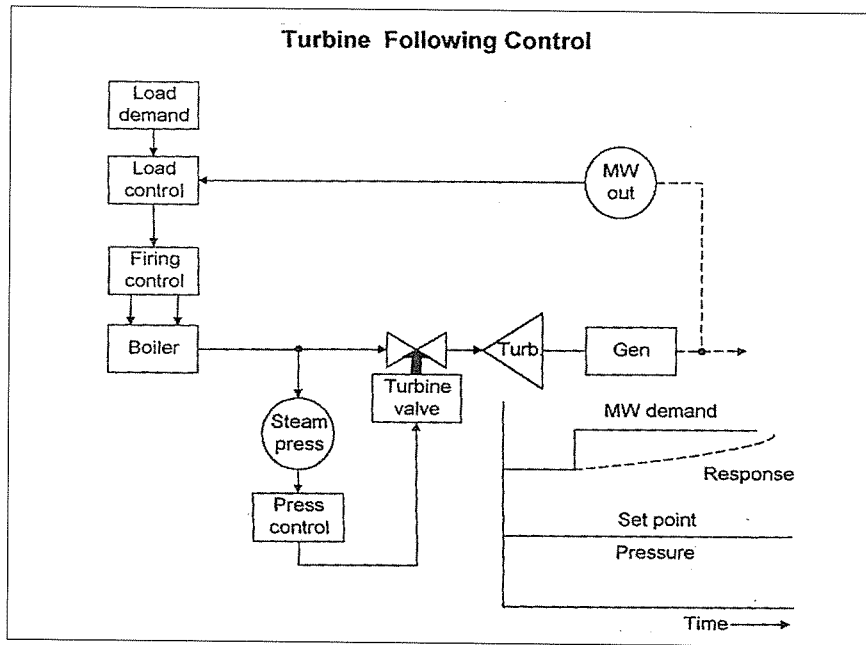 Turbine Following Control
Load
demand
Load
control
MW
out
Firing
control
Boiler
Turb.
Gen
Turbine
valve
Steam
press
Press
control
MW demand
Response
Set point
Pressure
Time